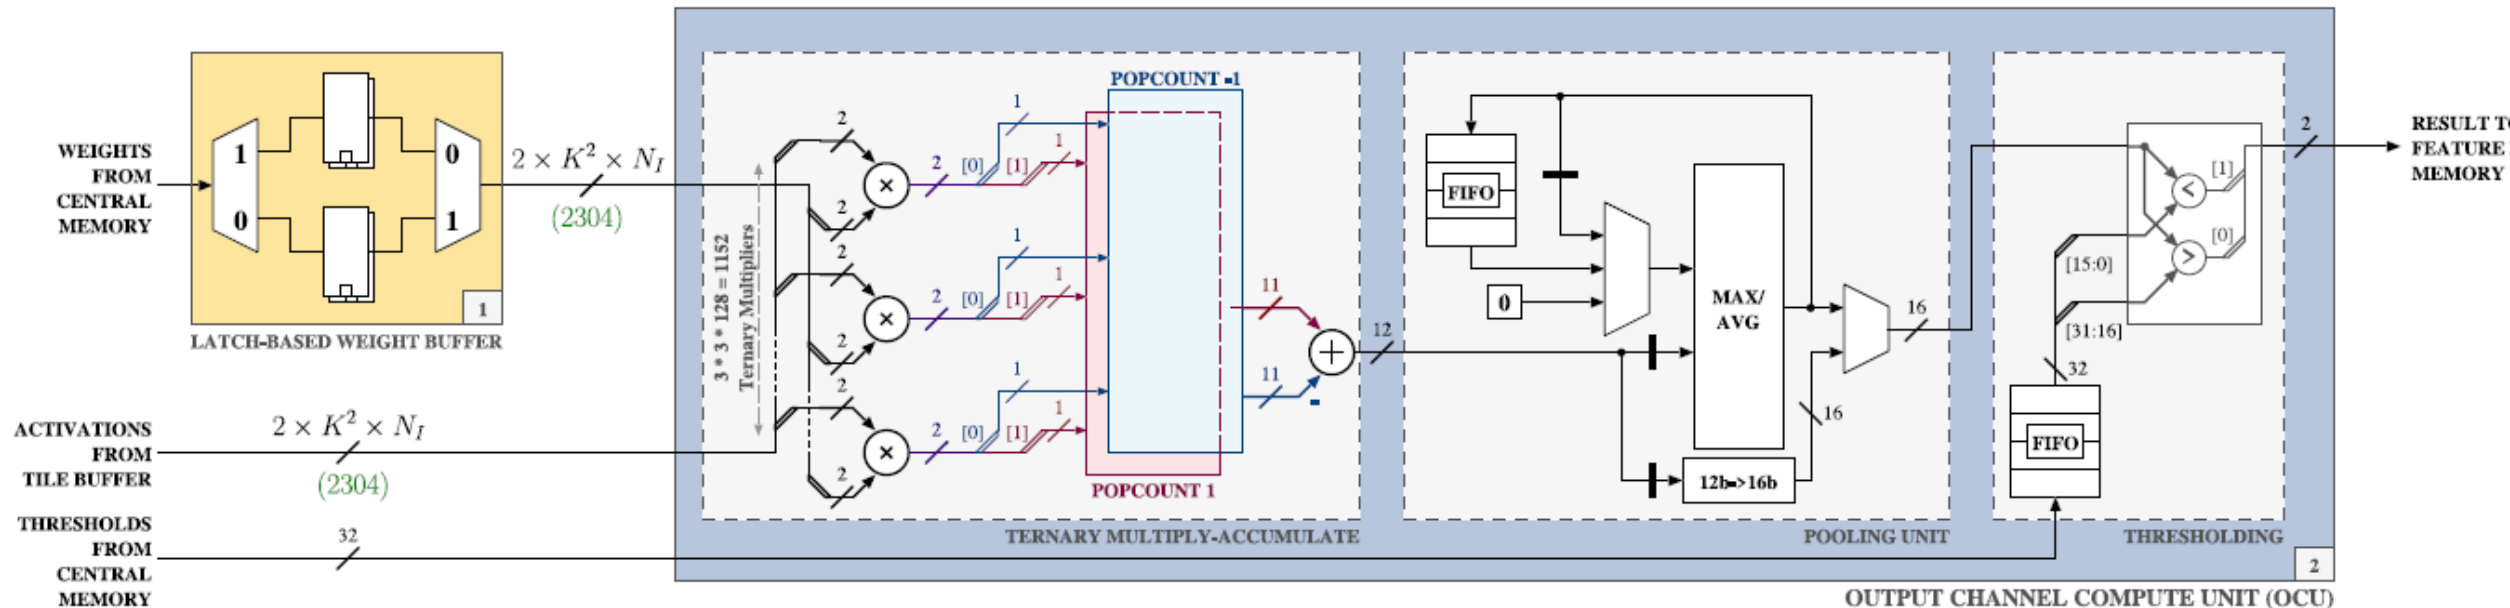 WEIGHTS
FROM
CENTRAL
MEMORY
1
0
0
1
1
LATCH-BASED WEIGHT BUFFER
2 × K² × N_I
(2304)
ACTIVATIONS
FROM
TILE BUFFER
2 × K² × N_I
(2304)
THRESHOLDS
FROM
CENTRAL
MEMORY
32
3 * 3 * 128 = 1152
Ternary Multipliers
2
2
×
2
[0]
[1]
1
1
2
2
×
2
[0]
[1]
1
1
2
2
×
2
[0]
[1]
1
1
POPCOUNT -1
POPCOUNT 1
11
11
+
-
12
TERNARY MULTIPLY-ACCUMULATE
FIFO
0
MAX/
AVG
12b=>16b
16
16
POOLING UNIT
<
>
[1]
[0]
[15:0]
[31:16]
32
FIFO
THRESHOLDING
2
2
OUTPUT CHANNEL COMPUTE UNIT (OCU)
RESULT TO
FEATURE
MEMORY